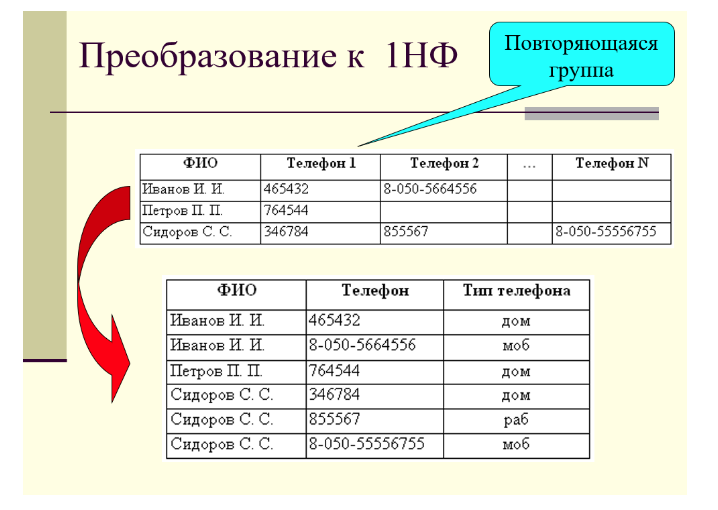 Преобразование к 1НФ
Повторяющаяся
группа
ФИО Телефон 1 Телефон 2 ... Телефон N
Иванов И. И. 465432 8-050-5664556
Петров П. П. 764544
Сидоров С. С. 346784 855567 8-050-55556755
ФИО Телефон Тип телефона
Иванов И. И. 465432 дом
Иванов И. И. 8-050-5664556 моб
Петров П. П. 764544 дом
Сидоров С. С. 346784 дом
Сидоров С. С. 855567 раб
Сидоров С. С. 8-050-55556755 моб